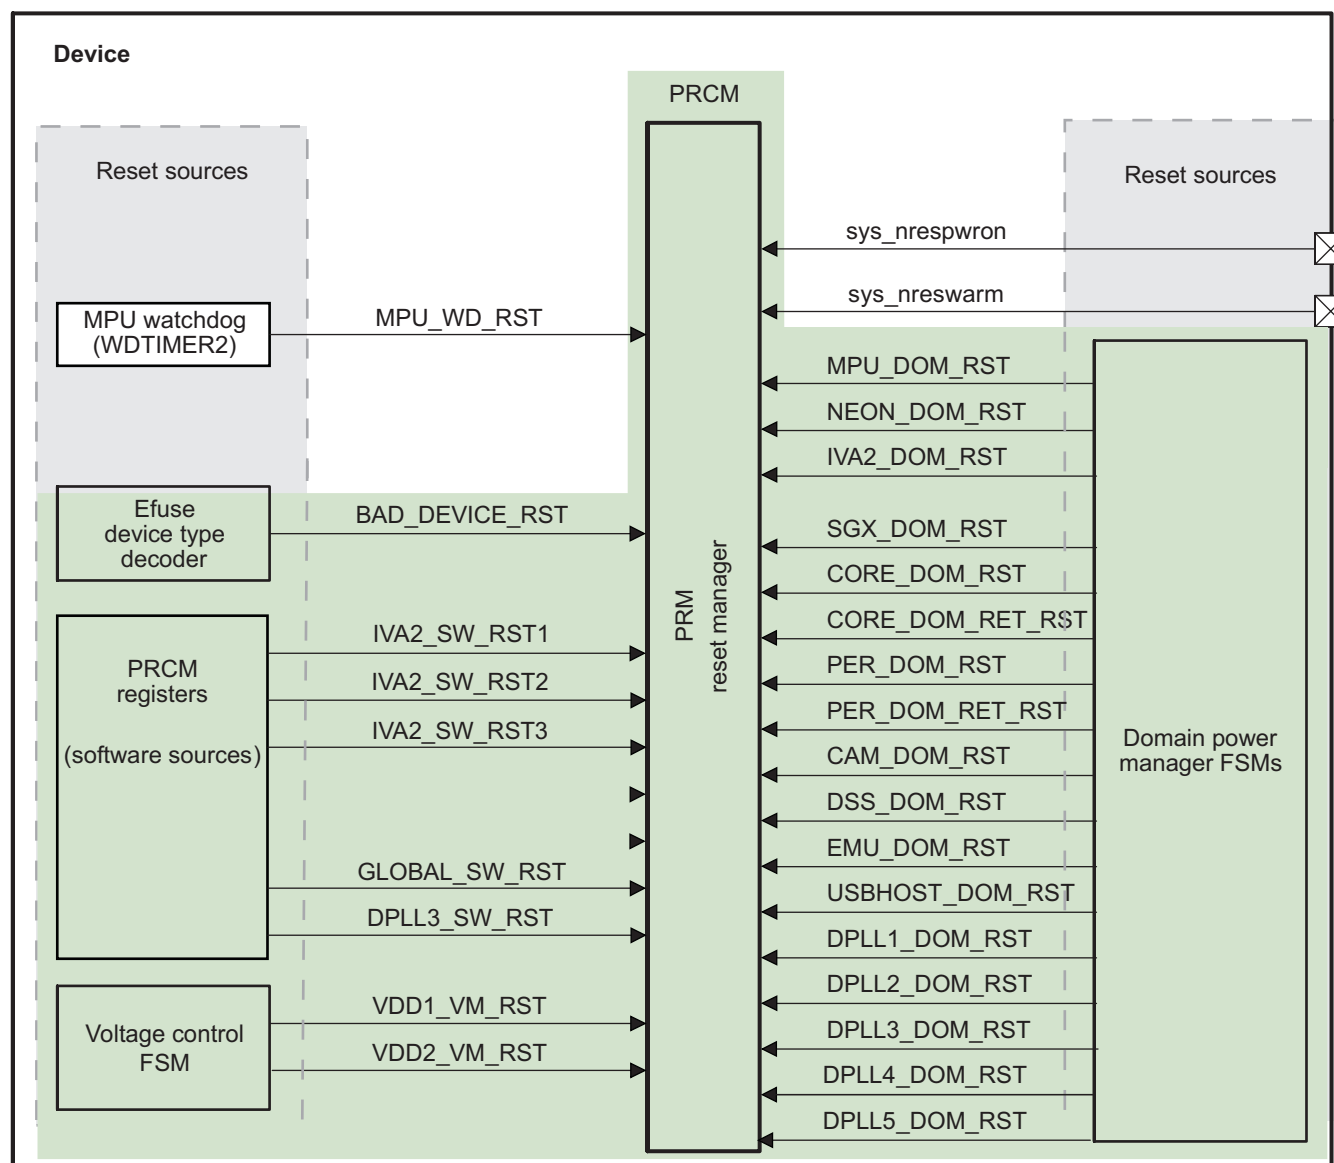 Device
PRCM
Reset sources
Reset sources
sys_nrespwron
sys_nreswarm
MPU watchdog
(WDTIMER2)
MPU_WD_RST
MPU_DOM_RST
NEON_DOM_RST
IVA2_DOM_RST
Efuse
device type
decoder
BAD_DEVICE_RST
SGX_DOM_RST
CORE_DOM_RST
CORE_DOM_RET_RST
PER_DOM_RST
PER_DOM_RET_RST
CAM_DOM_RST
DSS_DOM_RST
EMU_DOM_RST
USBHOST_DOM_RST
DPLL1_DOM_RST
DPLL2_DOM_RST
DPLL3_DOM_RST
DPLL4_DOM_RST
DPLL5_DOM_RST
PRM
reset manager
PRCM
registers
(software sources)
IVA2_SW_RST1
IVA2_SW_RST2
IVA2_SW_RST3
GLOBAL_SW_RST
DPLL3_SW_RST
Voltage control
FSM
VDD1_VM_RST
VDD2_VM_RST
Domain power
manager FSMs